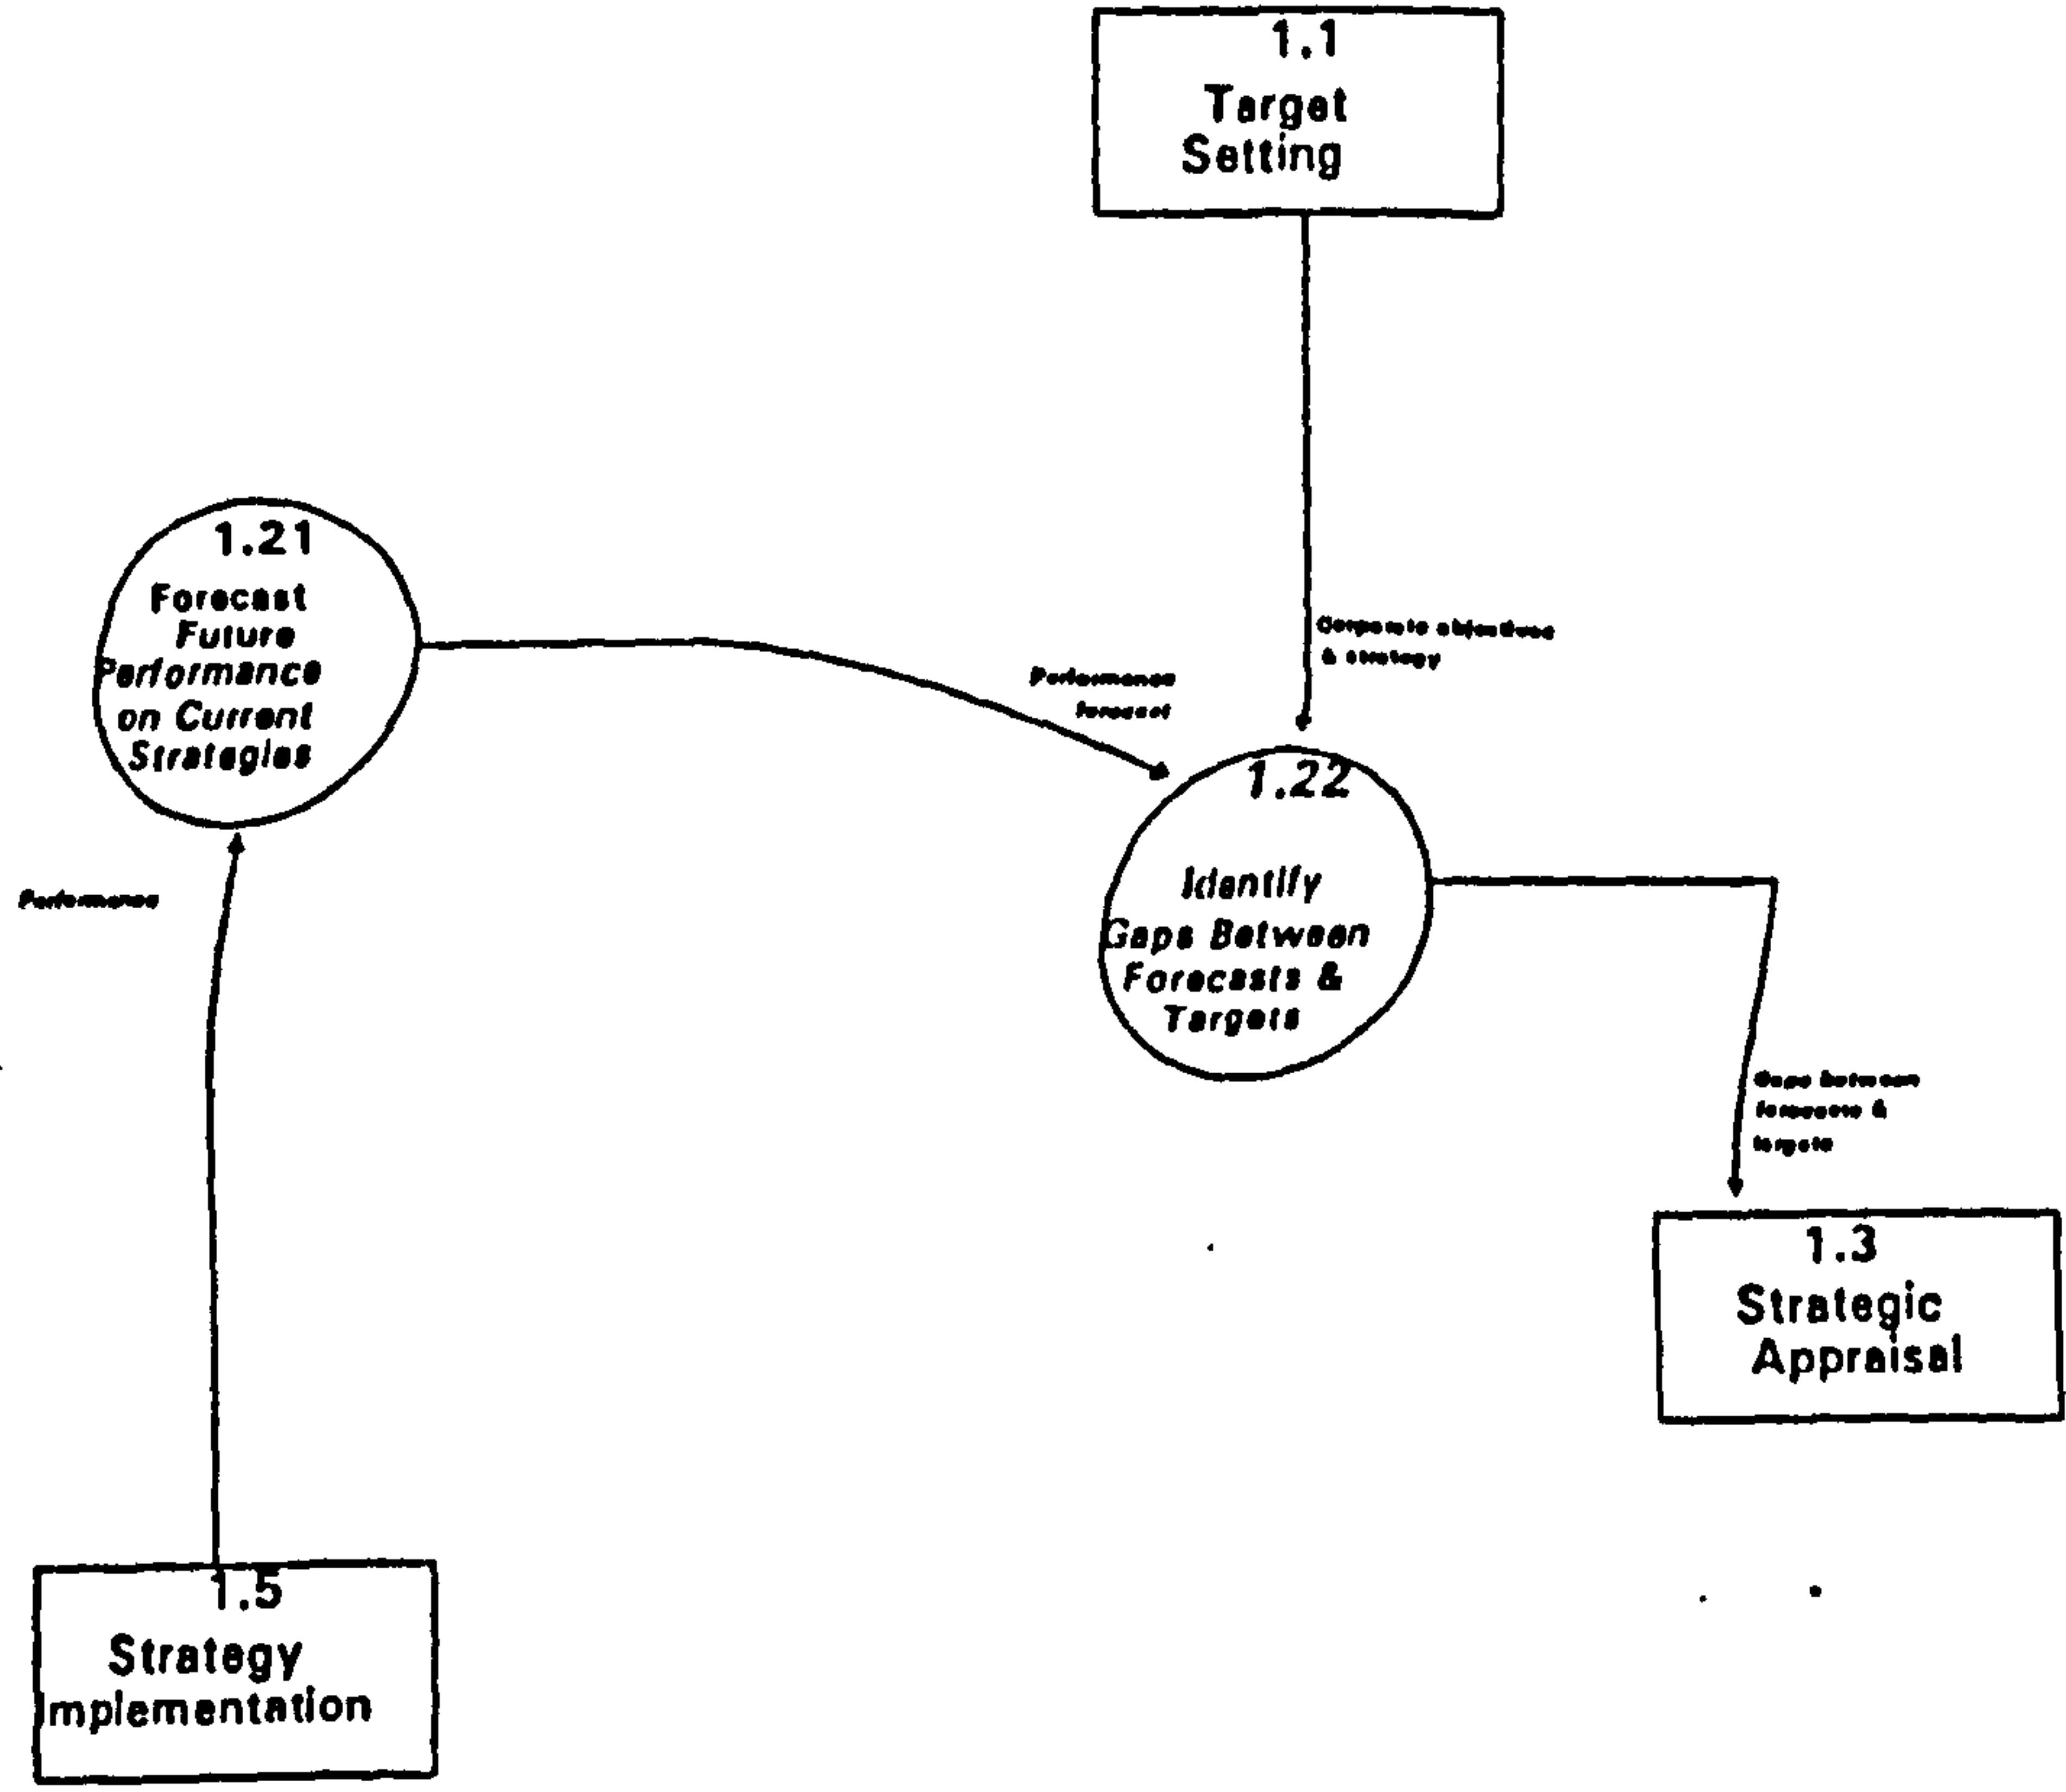 1.1
Target
Setting
1.21
Forecast
Future
Performance
on Current
Strategies
Corporate objectives
& strategy
Performance
forecast
1.22
Identify
Gaps Between
Forecasts &
Targets
Performance
Gaps between
forecasts &
targets
1.3
Strategic
Appraisal
1.5
Strategy
Implementation